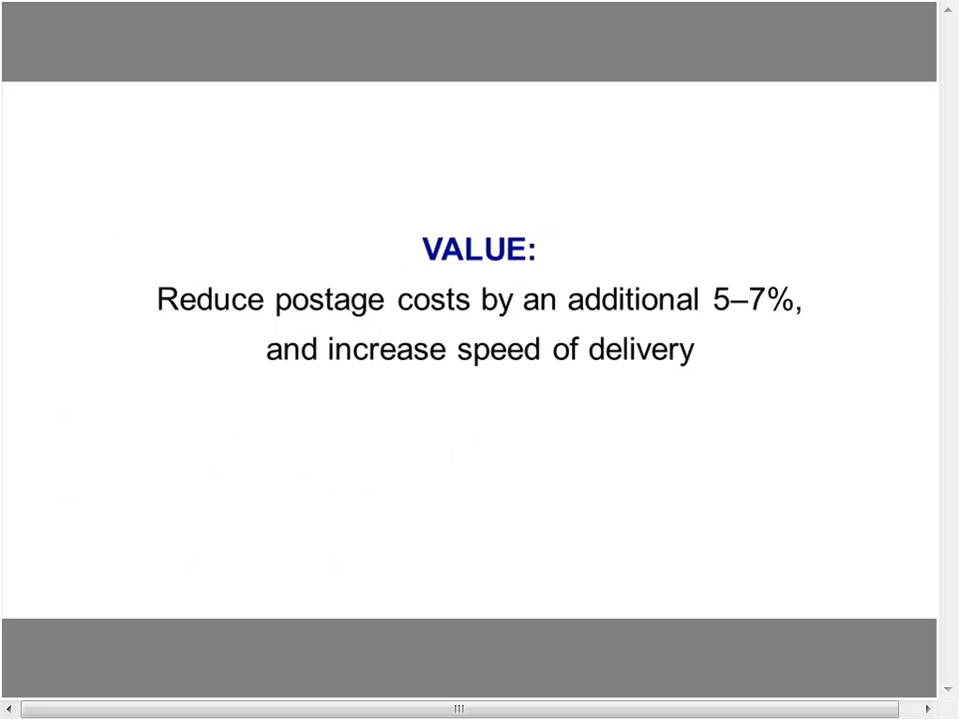 VALUE:
Reduce postage costs by an additional 5–7%,
and increase speed of delivery